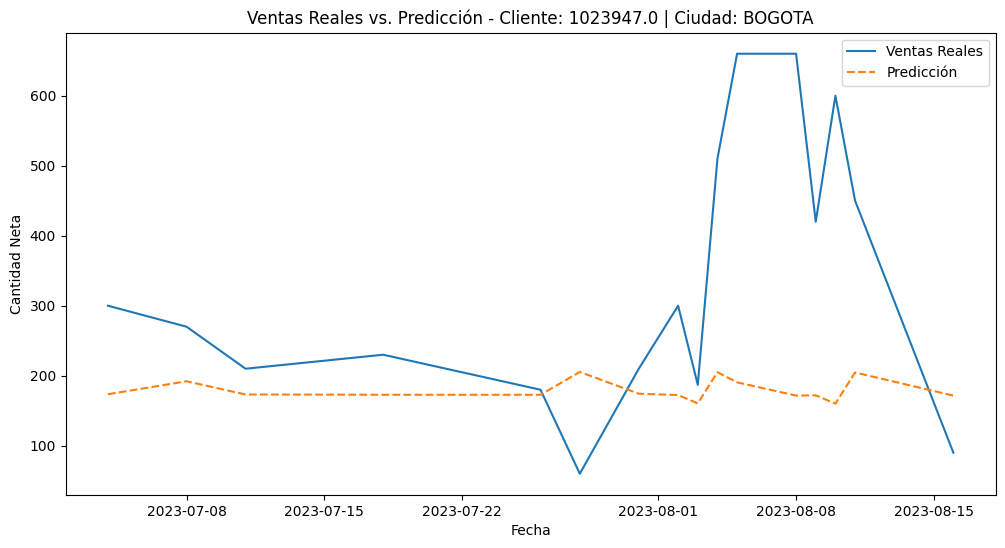 Ventas Reales vs. Predicción - Cliente: 1023947.0 | Ciudad: BOGOTA
Ventas Reales
Predicción
600
500
400
300
200
100
Cantidad Neta
2023-07-08
2023-07-15
2023-07-22
2023-08-01
2023-08-08
2023-08-15
Fecha